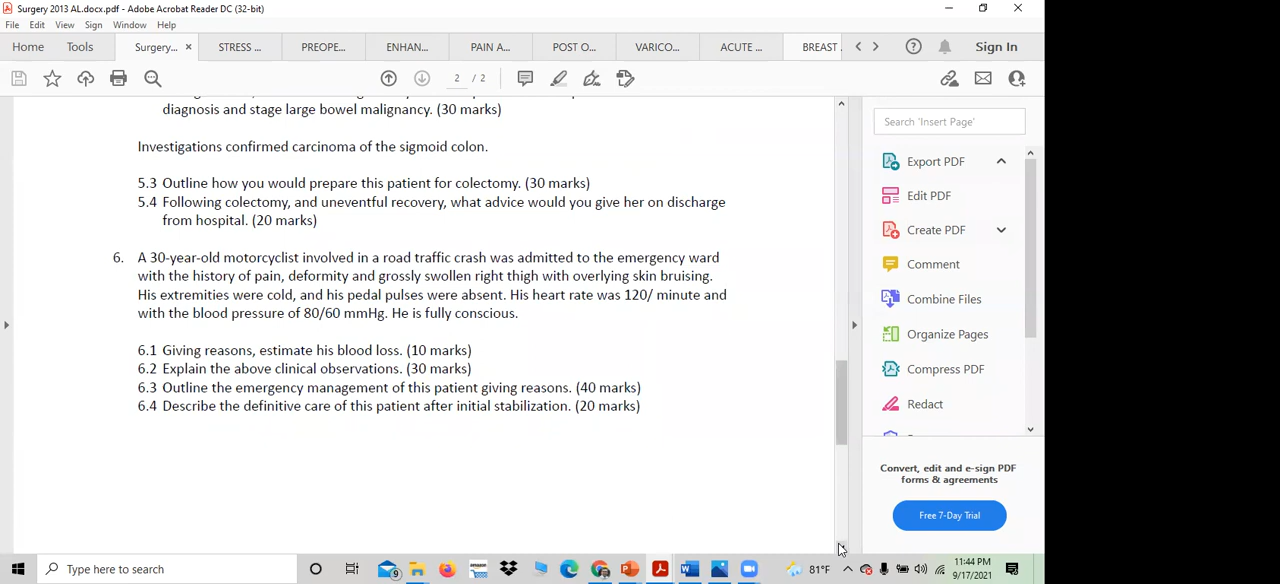 Surgery 2013 AL.docx.pdf - Adobe Acrobat Reader DC (32-bit)
File Edit View Sign Window Help
Home Tools Surgery... × STRESS ... PREOPE... ENHAN... PAIN A... POST O... VARICO... ACUTE ... BREAST Sign In
2 / 2
diagnosis and stage large bowel malignancy. (30 marks)
Investigations confirmed carcinoma of the sigmoid colon.
5.3 Outline how you would prepare this patient for colectomy. (30 marks)
5.4 Following colectomy, and uneventful recovery, what advice would you give her on discharge
from hospital. (20 marks)
6. A 30-year-old motorcyclist involved in a road traffic crash was admitted to the emergency ward
with the history of pain, deformity and grossly swollen right thigh with overlying skin bruising.
His extremities were cold, and his pedal pulses were absent. His heart rate was 120/ minute and
with the blood pressure of 80/60 mmHg. He is fully conscious.
6.1 Giving reasons, estimate his blood loss. (10 marks)
6.2 Explain the above clinical observations. (30 marks)
6.3 Outline the emergency management of this patient giving reasons. (40 marks)
6.4 Describe the definitive care of this patient after initial stabilization. (20 marks)
Search 'Insert Page'
Export PDF
Edit PDF
Create PDF
Comment
Combine Files
Organize Pages
Compress PDF
Redact
Convert, edit and e-sign PDF
forms & agreements
Free 7-Day Trial
Type here to search
9
81°F
11:44 PM
9/17/2021